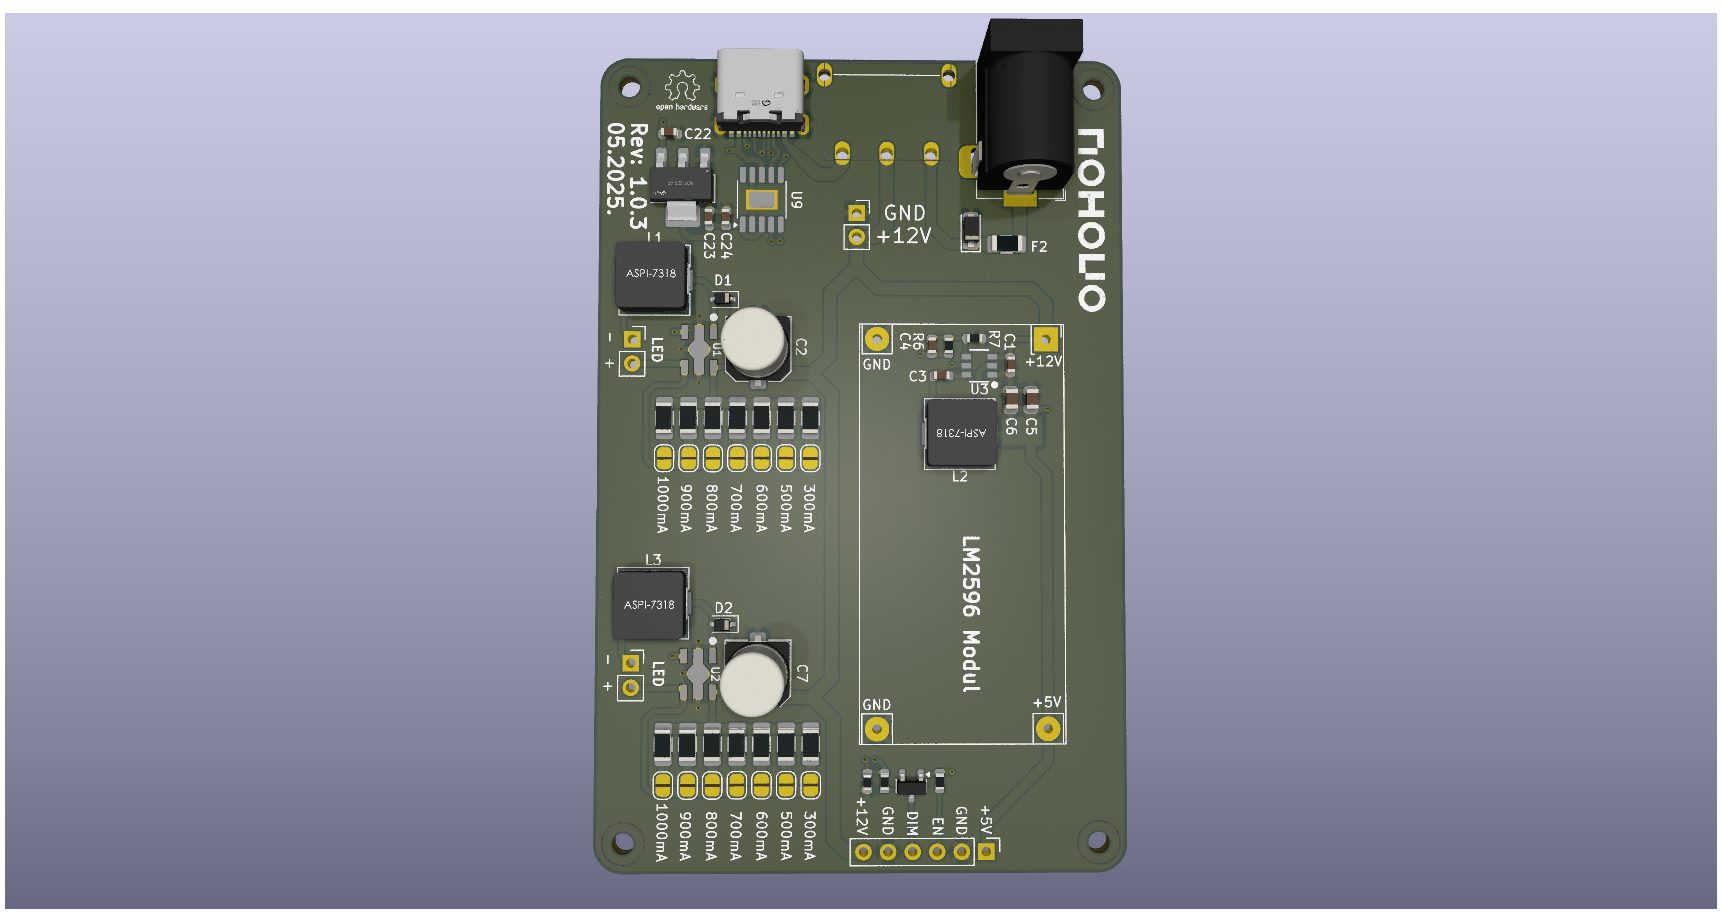 open hardware
Rev: 1.0.3
05.2025.
C22
U9
C23
C24
GND
+12V
F2
ПOHOLIO
L1
ASPI-7318
D1
-
+
LED
U1
C2
1000mA
900mA
800mA
700mA
600mA
500mA
300mA
GND
C4
R6
R7
C1
+12V
C3
U3
C6
C5
ASPI-7318
L2
LM2596 Modul
GND
+5V
L3
ASPI-7318
D2
-
+
LED
U2
C7
1000mA
900mA
800mA
700mA
600mA
500mA
300mA
+12V
GND
DIM
EN
GND
+5V